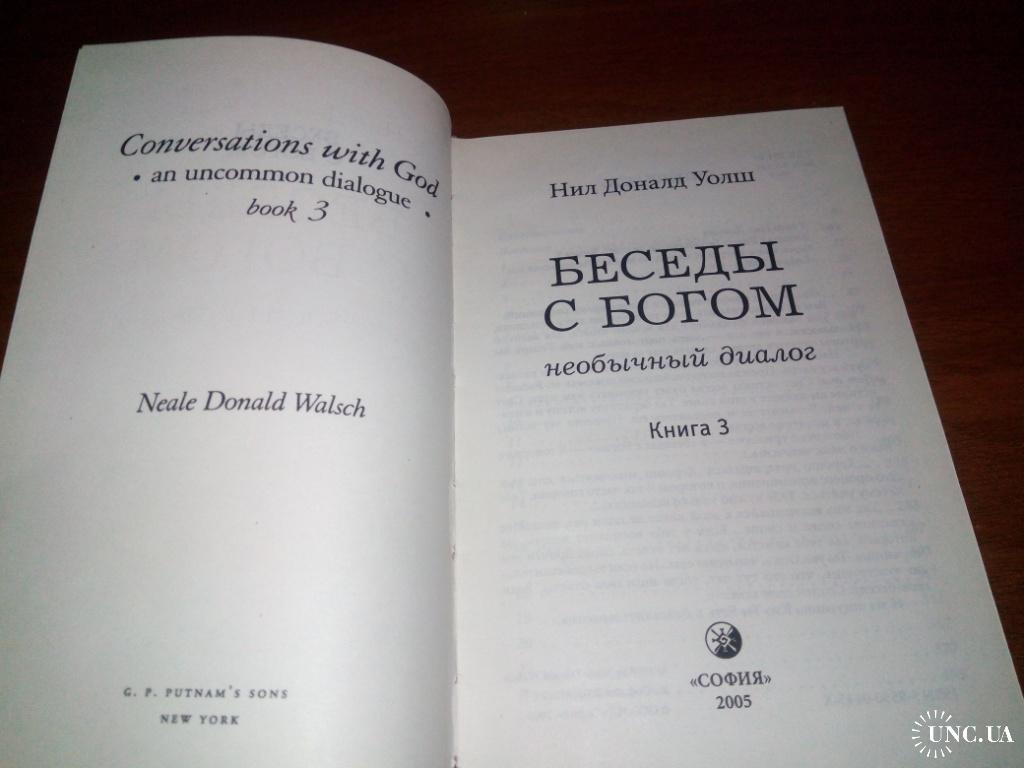 Conversations with God
• an uncommon dialogue •
book 3
Neale Donald Walsch
G. P. PUTNAM'S SONS
NEW YORK
Нил Доналд Уолш
БЕСЕДЫ
С БОГОМ
необычный диалог
Книга 3
«СОФИЯ»
2005
UNC.UA